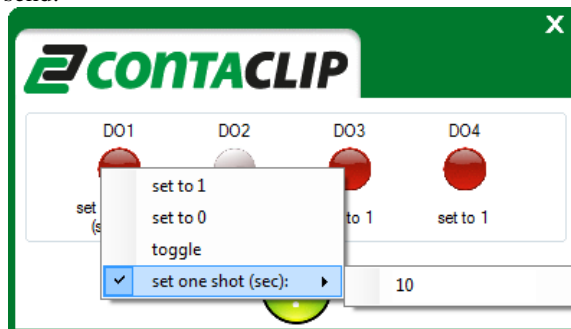 send.
X
CONTACLIP
DO1 DO2 DO3 DO4
set to 1 set to 1
set to 1
set to 0
toggle
set one shot (sec): 10